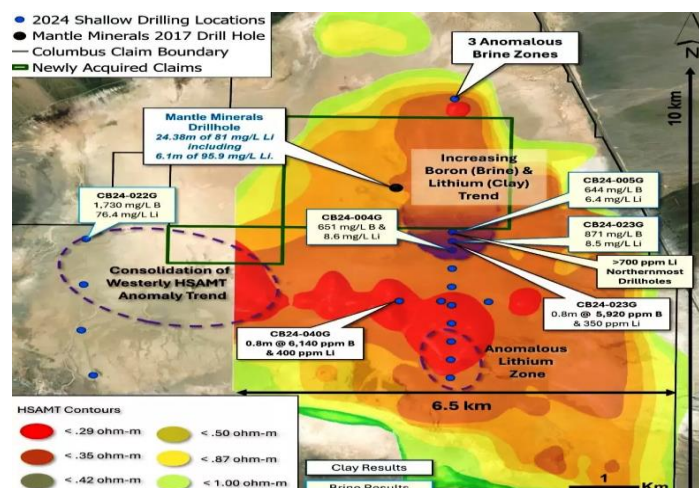 2024 Shallow Drilling Locations
Mantle Minerals 2017 Drill Hole
Columbus Claim Boundary
Newly Acquired Claims
3 Anomalous
Brine Zones
N
10 km
Mantle Minerals
Drillhole
24.38m of 81 mg/L Li
including
6.1m of 95.9 mg/L Li.
Increasing
Boron (Brine) &
Lithium (Clay)
Trend
CB24-005G
644 mg/L B
6.4 mg/L Li
CB24-022G
1,730 mg/L B
76.4 mg/L Li
CB24-004G
651 mg/L B &
8.6 mg/L Li
CB24-023G
871 mg/L B
8.5 mg/L Li
>700 ppm Li
Northernmost
Drillholes
Consolidation of
Westerly HSAMT
Anomaly Trend
CB24-023G
0.8m @ 5,920 ppm B
& 350 ppm Li
CB24-040G
0.8m @ 6,140 ppm B
& 400 ppm Li
Anomalous
Lithium
Zone
6.5 km
HSAMT Contours
< .29 ohm-m
< .50 ohm-m
< .35 ohm-m
< .87 ohm-m
< .42 ohm-m
< 1.00 ohm-m
Clay Results
Brine Results
1
Km